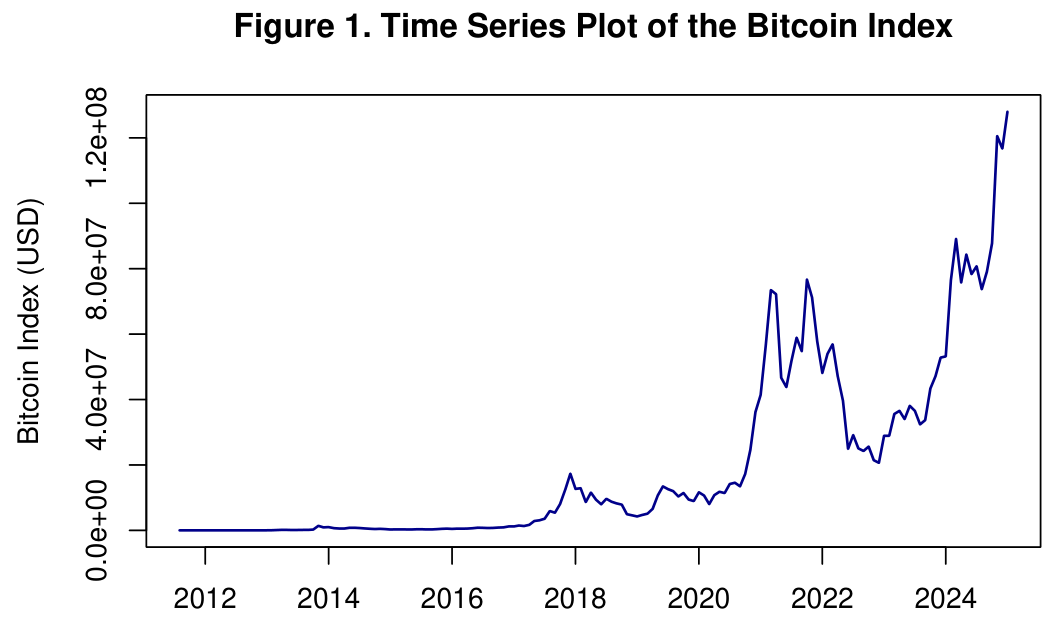 Figure 1. Time Series Plot of the Bitcoin Index
Bitcoin Index (USD)
1.2e+08
8.0e+07
4.0e+07
0.0e+00
2012 2014 2016 2018 2020 2022 2024